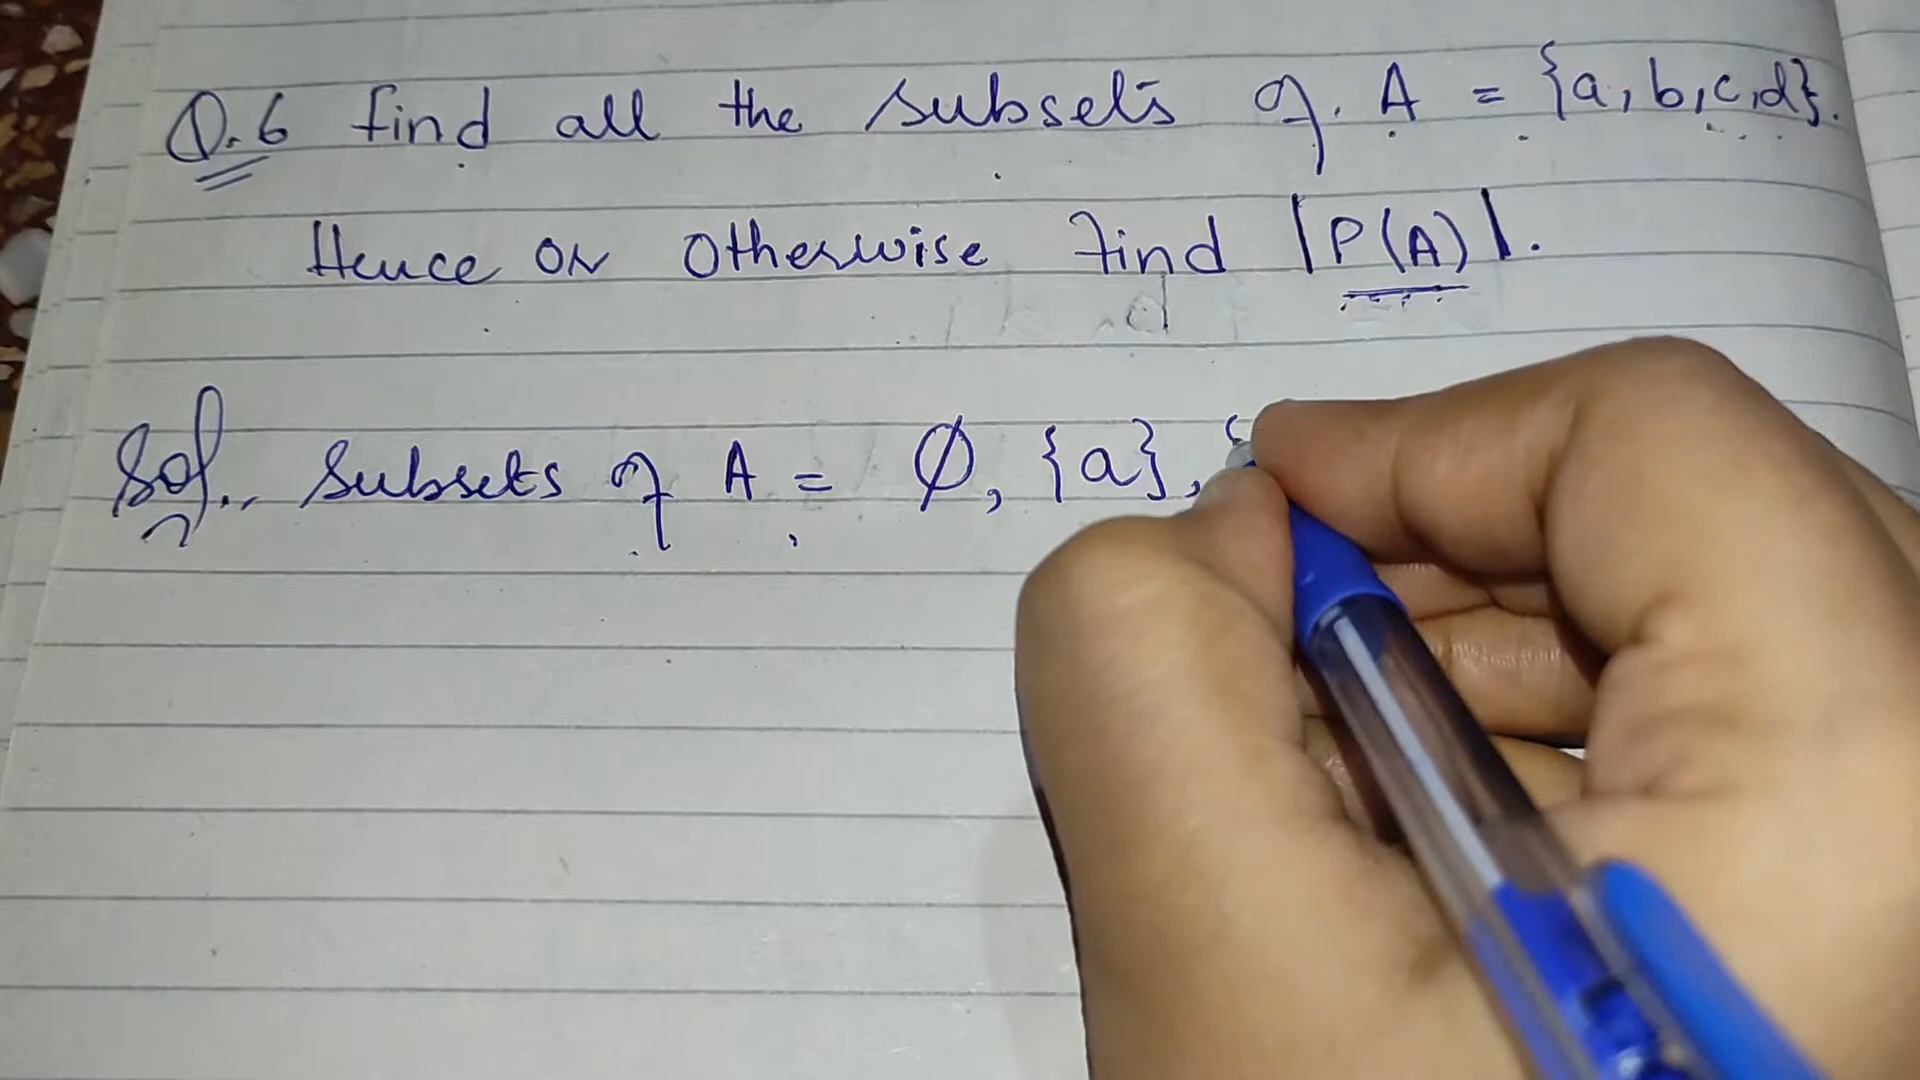 Q.6 find all the subsets of A = {a, b, c, d}.
Hence or otherwise find |P(A)|.
Sol. Subsets of A = Ø, {a}, {